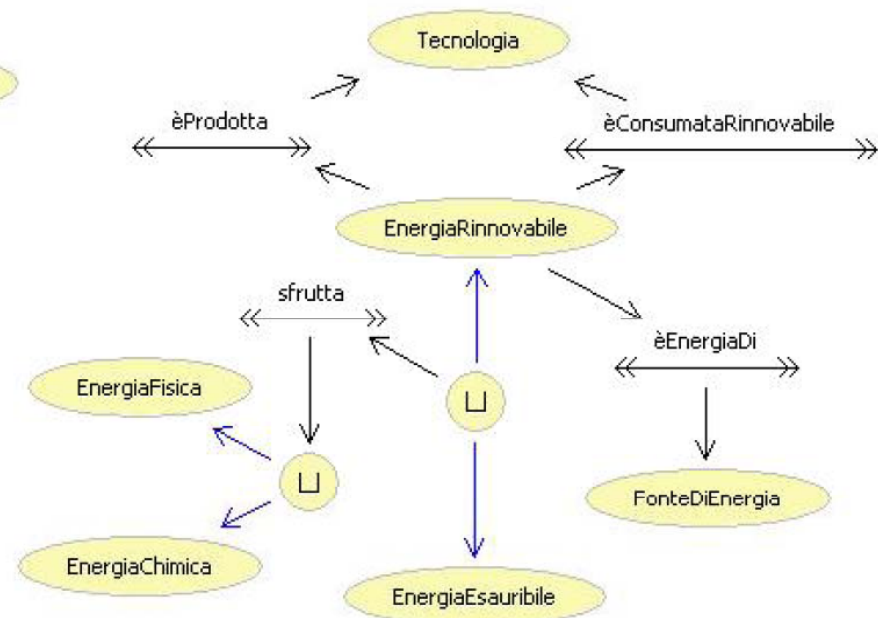 Tecnologia
èProdotta
èConsumataRinnovabile
EnergiaRinnovabile
sfrutta
èEnergiaDi
EnergiaFisica
⊔
⊔
FonteDiEnergia
EnergiaChimica
EnergiaEsauribile